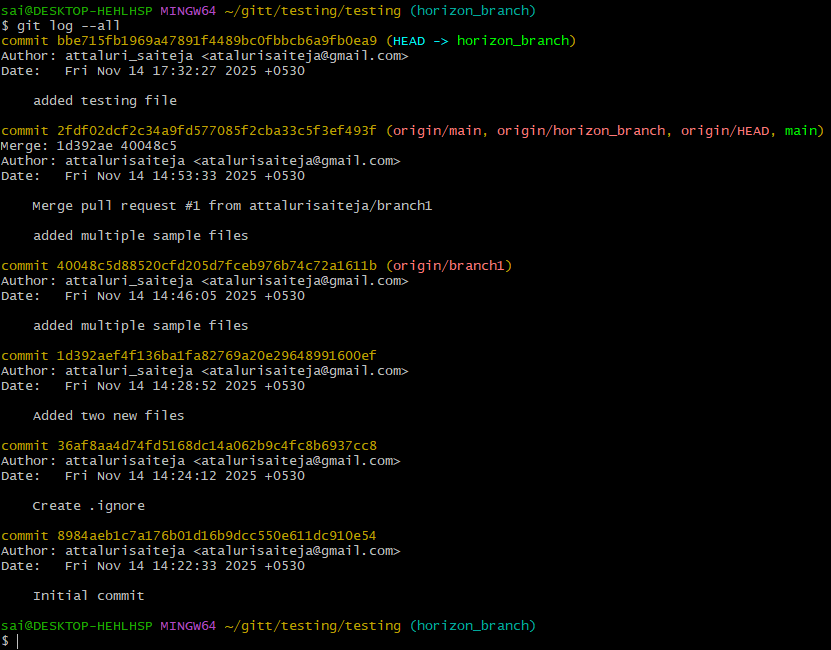 sai@DESKTOP-HEHLHSP MINGW64 ~/gitt/testing/testing (horizon_branch)
$ git log --all
commit bbe715fb1969a47891f4489bc0fbbcb6a9fb0ea9 (HEAD -> horizon_branch)
Author: attaluri_saiteja <atalurisaiteja@gmail.com>
Date:   Fri Nov 14 17:32:27 2025 +0530

    added testing file

commit 2fdf02dcf2c34a9fd577085f2cba33c5f3ef493f (origin/main, origin/horizon_branch, origin/HEAD, main)
Merge: 1d392ae 40048c5
Author: attalurisaiteja <atalurisaiteja@gmail.com>
Date:   Fri Nov 14 14:53:33 2025 +0530

    Merge pull request #1 from attalurisaiteja/branch1

    added multiple sample files

commit 40048c5d88520cfd205d7fceb976b74c72a1611b (origin/branch1)
Author: attaluri_saiteja <atalurisaiteja@gmail.com>
Date:   Fri Nov 14 14:46:05 2025 +0530

    added multiple sample files

commit 1d392aef4f136ba1fa82769a20e29648991600ef
Author: attaluri_saiteja <atalurisaiteja@gmail.com>
Date:   Fri Nov 14 14:28:52 2025 +0530

    Added two new files

commit 36af8aa4d74fd5168dc14a062b9c4fc8b6937cc8
Author: attalurisaiteja <atalurisaiteja@gmail.com>
Date:   Fri Nov 14 14:24:12 2025 +0530

    Create .ignore

commit 8984aeb1c7a176b01d16b9dcc550e611dc910e54
Author: attalurisaiteja <atalurisaiteja@gmail.com>
Date:   Fri Nov 14 14:22:33 2025 +0530

    Initial commit

sai@DESKTOP-HEHLHSP MINGW64 ~/gitt/testing/testing (horizon_branch)
$